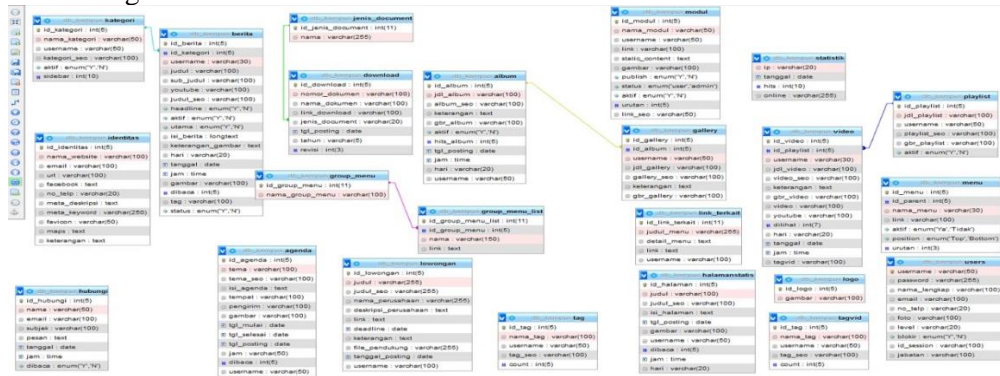 kategori
id_kategori : int(5)
nama_kategori : varchar(50)
username : varchar(50)
kategori_seo : varchar(100)
aktif : enum('Y','N')
sidebar : int(10)
berita
id_berita : int(5)
id_kategori : int(5)
username : varchar(30)
judul : varchar(100)
sub_judul : varchar(100)
youtube : varchar(100)
judul_seo : varchar(100)
headline : enum('Y','N')
aktif : enum('Y','N')
utama : enum('Y','N')
isi_berita : longtext
keterangan_gambar : text
hari : varchar(20)
tanggal : date
jam : time
gambar : varchar(100)
dibaca : int(5)
tag : varchar(100)
status : enum('Y','N')
jenis_document
id_jenis_document : int(11)
nama : varchar(255)
download
id_download : int(5)
nomor_dokumen : varchar(100)
nama_dokumen : varchar(100)
link_download : varchar(100)
jenis_dokument : varchar(20)
tgl_posting : date
tahun : varchar(5)
revisi : int(3)
album
id_album : int(5)
jdl_album : varchar(100)
album_seo : varchar(100)
keterangan : text
gbr_album : varchar(100)
aktif : enum('Y','N')
hits_album : int(5)
tgl_posting : date
jam : time
hari : varchar(20)
username : varchar(50)
modul
id_modul : int(5)
nama_modul : varchar(50)
username : varchar(50)
link : varchar(100)
static_content : text
gambar : varchar(100)
publish : enum('Y','N')
status : enum('user','admin')
aktif : enum('Y','N')
urutan : int(5)
link_seo : varchar(50)
statistik
ip : varchar(20)
tanggal : date
hits : int(10)
online : varchar(255)
playlist
id_playlist : int(5)
jdl_playlist : varchar(100)
username : varchar(50)
playlist_seo : varchar(100)
gbr_playlist : varchar(100)
aktif : enum('Y','N')
identitas
id_identitas : int(5)
nama_website : varchar(100)
email : varchar(100)
url : varchar(100)
facebook : text
no_telp : varchar(20)
meta_deskripsi : text
meta_keyword : varchar(250)
favicon : varchar(50)
maps : text
keterangan : text
group_menu
id_group_menu : int(11)
nama_group_menu : varchar(100)
group_menu_list
id_group_menu_list : int(11)
id_group_menu : int(5)
nama : varchar(150)
link : text
gallery
id_gallery : int(5)
id_album : int(5)
username : varchar(50)
jdl_gallery : varchar(100)
gallery_seo : varchar(100)
keterangan : text
gbr_gallery : varchar(100)
video
id_video : int(5)
id_playlist : int(5)
username : varchar(30)
jdl_video : varchar(100)
video_seo : varchar(100)
keterangan : text
gbr_video : varchar(100)
video : varchar(100)
youtube : varchar(100)
dilihat : int(7)
hari : varchar(20)
tanggal : date
jam : time
tagvid : varchar(100)
menu
id_menu : int(5)
id_parent : int(5)
nama_menu : varchar(30)
link : varchar(100)
aktif : enum('Ya','Tidak')
position : enum('Top','Bottom')
urutan : int(3)
link_terkait
id_link_terkait : int(11)
judul_menu : varchar(255)
detail_menu : text
link : text
username : varchar(100)
hubungi
id_hubungi : int(5)
nama : varchar(50)
email : varchar(100)
subjek : varchar(100)
pesan : text
tanggal : date
jam : time
dibaca : enum('Y','N')
agenda
id_agenda : int(5)
tema : varchar(100)
tema_seo : varchar(100)
isi_agenda : text
tempat : varchar(100)
pengirim : varchar(100)
gambar : varchar(100)
tgl_mulai : date
tgl_selesai : date
tgl_posting : date
jam : varchar(50)
dibaca : int(5)
username : varchar(50)
lowongan
id_lowongan : int(5)
judul : varchar(255)
judul_seo : varchar(255)
nama_perusahaan : varchar(255)
deskripsi_perusahaan : text
link : text
deadline : date
keterangan : text
file_pendukung : varchar(255)
tanggal_posting : date
username : varchar(100)
tag
id_tag : int(5)
nama_tag : varchar(100)
username : varchar(50)
tag_seo : varchar(100)
count : int(5)
halamanstatis
id_halaman : int(5)
judul : varchar(100)
judul_seo : varchar(100)
isi_halaman : text
tgl_posting : date
gambar : varchar(100)
username : varchar(50)
dibaca : int(5)
jam : time
hari : varchar(20)
logo
id_logo : int(5)
gambar : varchar(100)
tagvid
id_tag : int(5)
nama_tag : varchar(100)
username : varchar(50)
tag_seo : varchar(100)
count : int(5)
users
username : varchar(50)
password : varchar(255)
nama_lengkap : varchar(100)
email : varchar(100)
no_telp : varchar(20)
foto : varchar(100)
level : varchar(20)
blokir : enum('Y','N')
id_session : varchar(100)
jabatan : varchar(100)